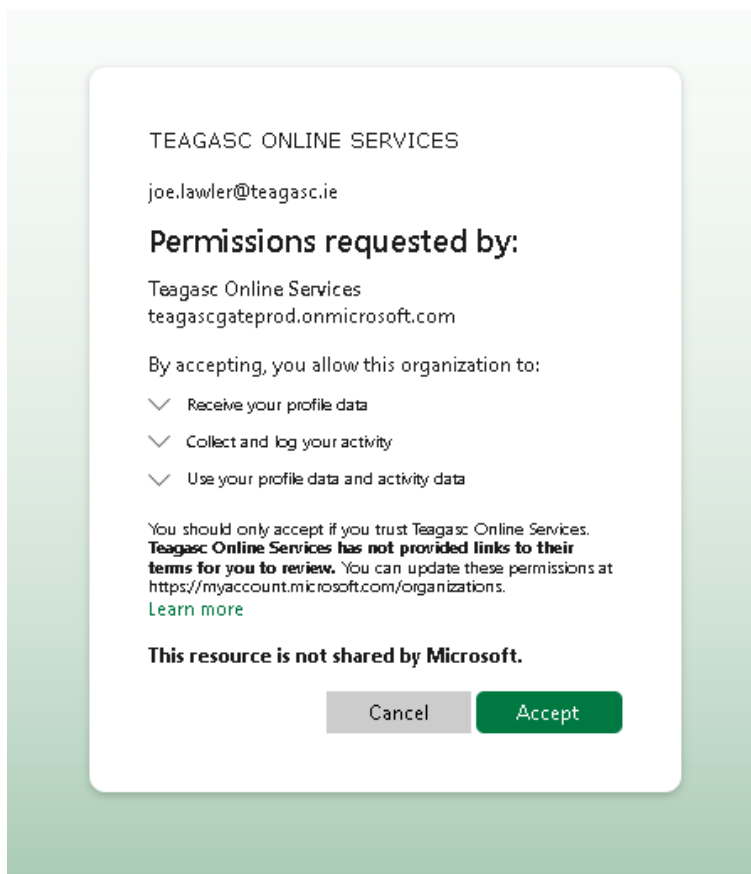 TEAGASC ONLINE SERVICES
joe.lawler@teagasc.ie
Permissions requested by:
Teagasc Online Services
teagascgateprod.onmicrosoft.com
By accepting, you allow this organization to:
Receive your profile data
Collect and log your activity
Use your profile data and activity data
You should only accept if you trust Teagasc Online Services.
Teagasc Online Services has not provided links to their
terms for you to review. You can update these permissions at
https://myaccount.microsoft.com/organizations.
Learn more
This resource is not shared by Microsoft.
Cancel Accept